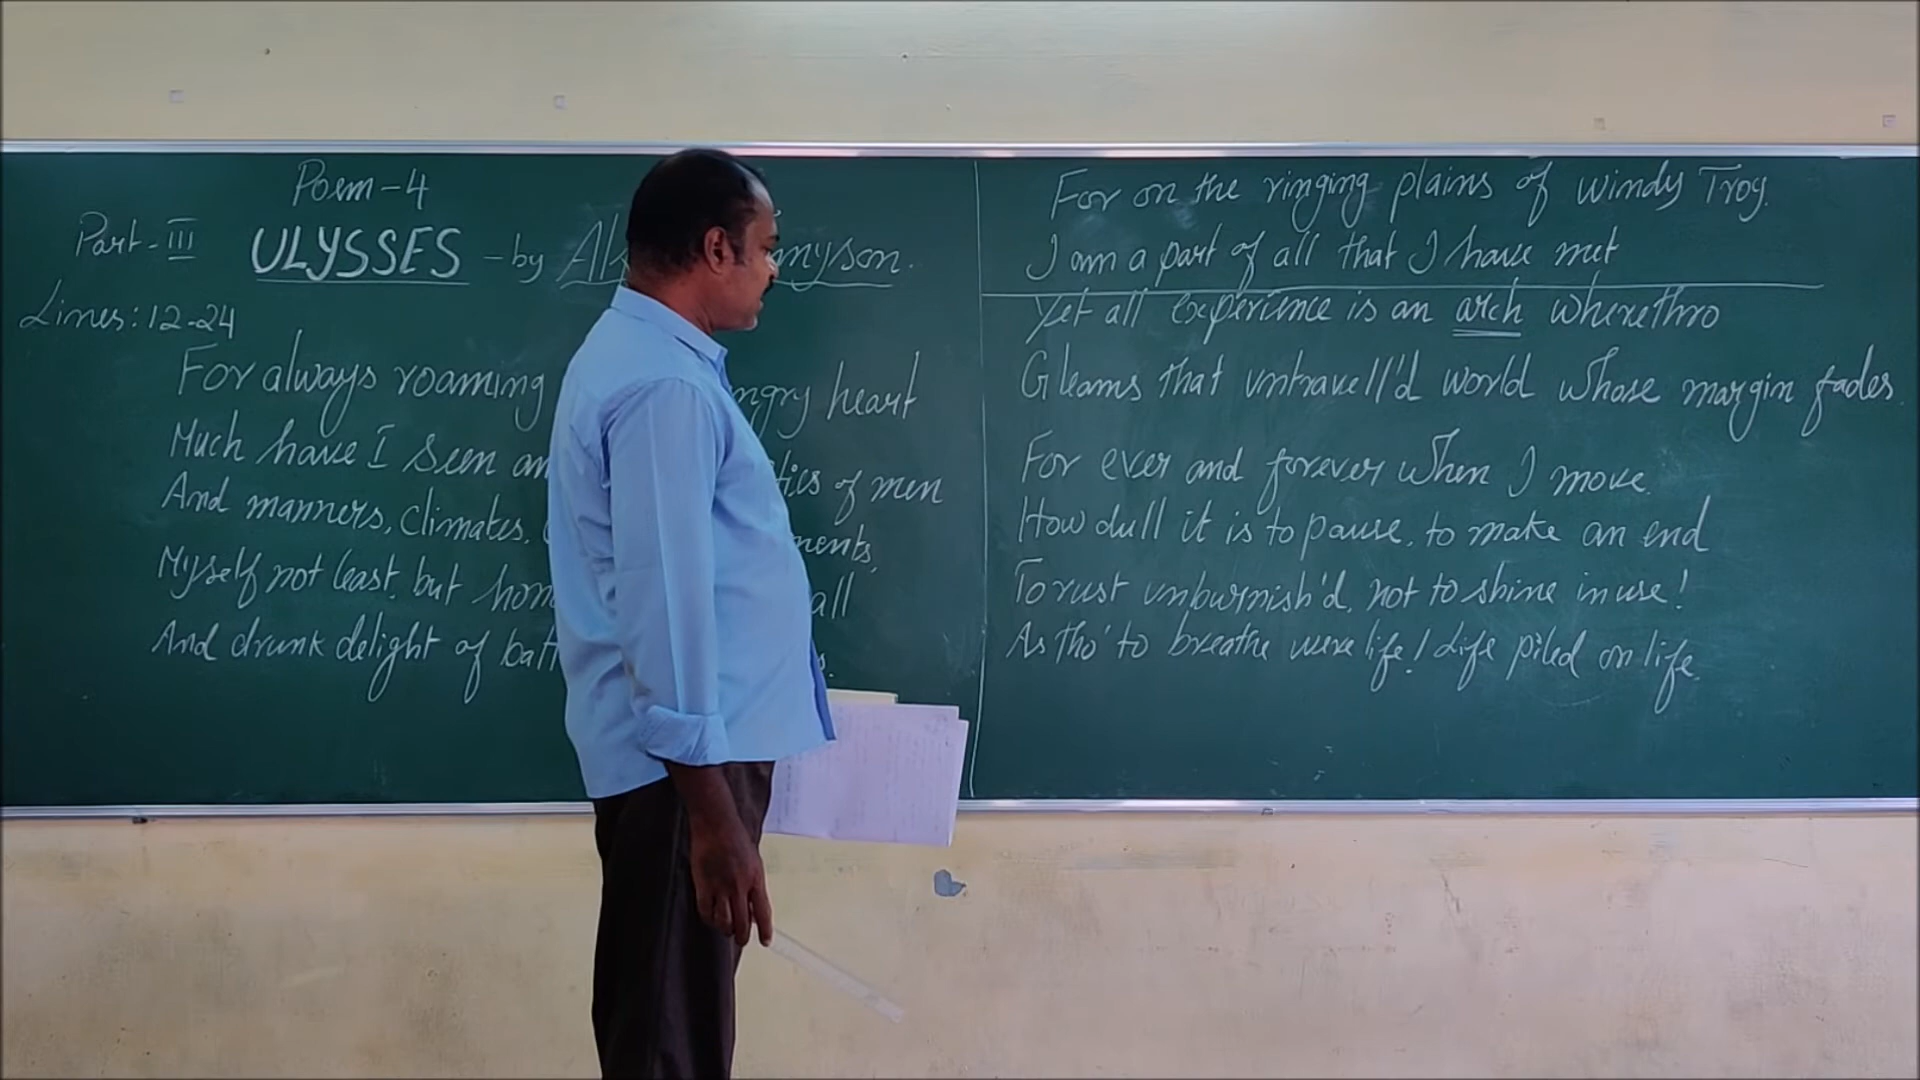 Poem-4
Part-III ULYSSES - by
Lines: 12-24
For always roaming heart
Much have I seen of men
And manners, climates,
Myself not least, but all
And drunk delight of
For on the ringing plains of windy Troy.
I am a part of all that I have met
Yet all experience is an arch wherethro
Gleams that untravell'd world whose margin fades.
For ever and forever when I move.
How dull it is to pause, to make an end
To rust unburnish'd, not to shine in use!
As tho' to breathe were life! Life piled on life.